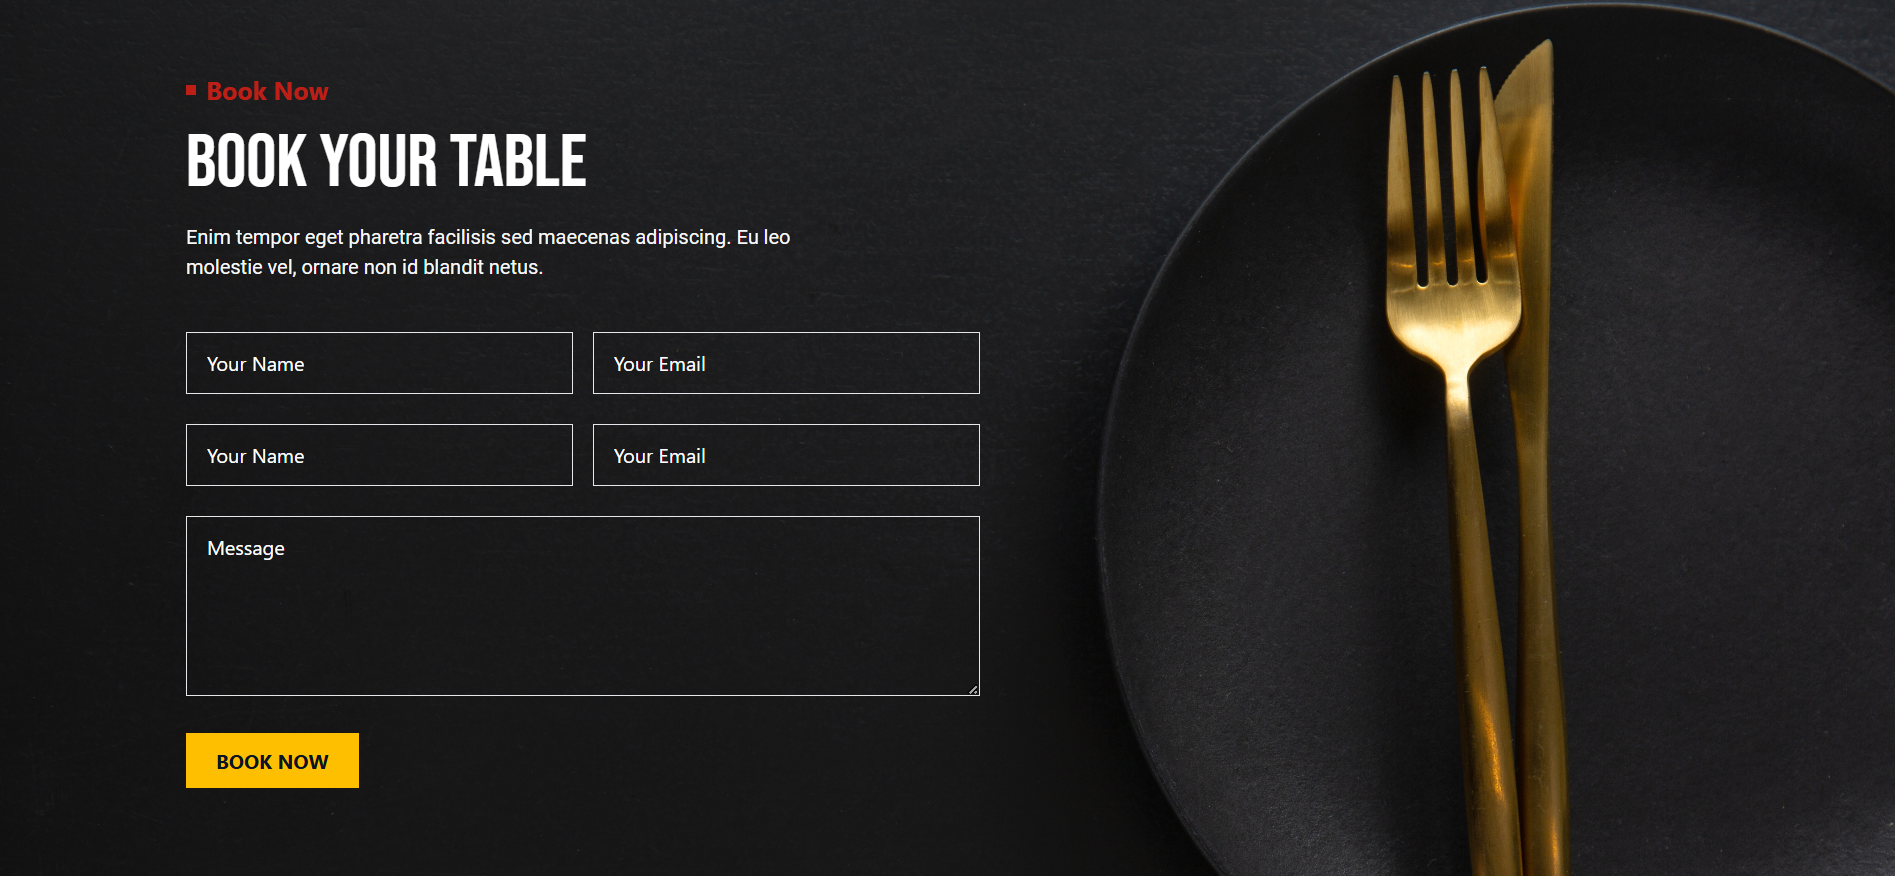 Book Now
BOOK YOUR TABLE
Enim tempor eget pharetra facilisis sed maecenas adipiscing. Eu leo
molestie vel, ornare non id blandit netus.
Your Name
Your Email
Your Name
Your Email
Message
BOOK NOW